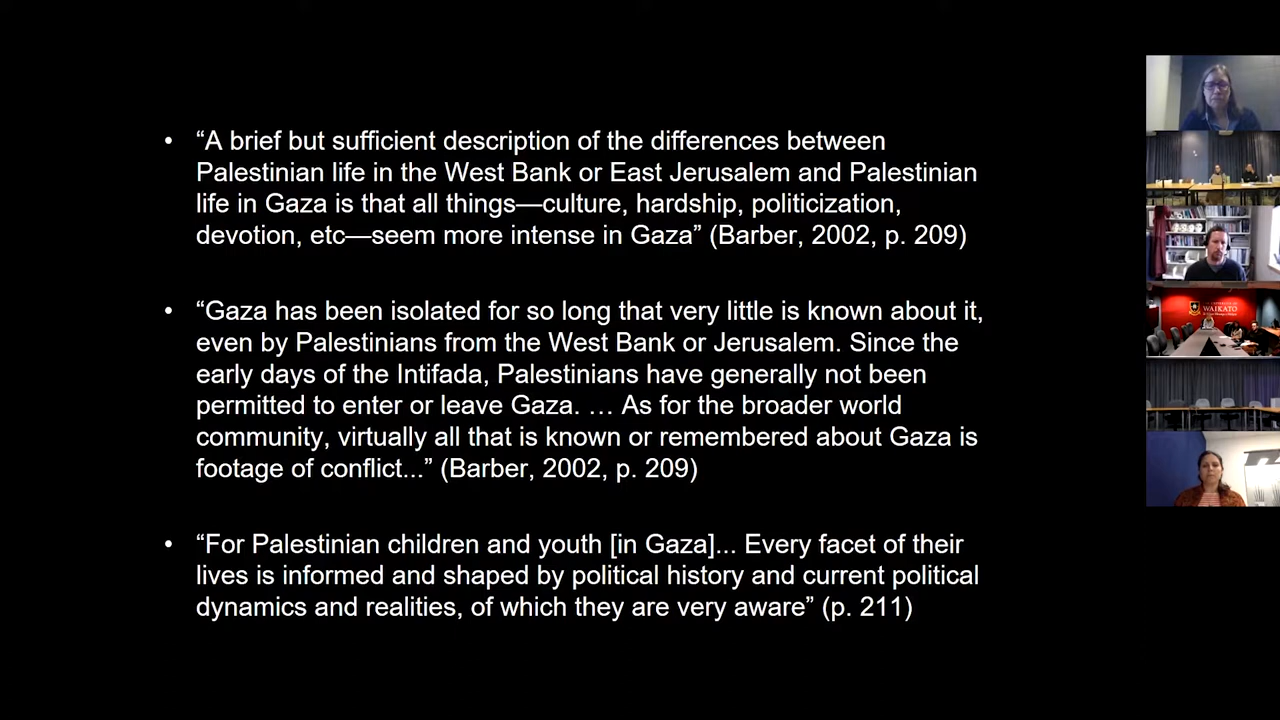 • “A brief but sufficient description of the differences between
Palestinian life in the West Bank or East Jerusalem and Palestinian
life in Gaza is that all things—culture, hardship, politicization,
devotion, etc—seem more intense in Gaza” (Barber, 2002, p. 209)
• “Gaza has been isolated for so long that very little is known about it,
even by Palestinians from the West Bank or Jerusalem. Since the
early days of the Intifada, Palestinians have generally not been
permitted to enter or leave Gaza. … As for the broader world
community, virtually all that is known or remembered about Gaza is
footage of conflict...” (Barber, 2002, p. 209)
• “For Palestinian children and youth [in Gaza]... Every facet of their
lives is informed and shaped by political history and current political
dynamics and realities, of which they are very aware” (p. 211)
WAIKATO